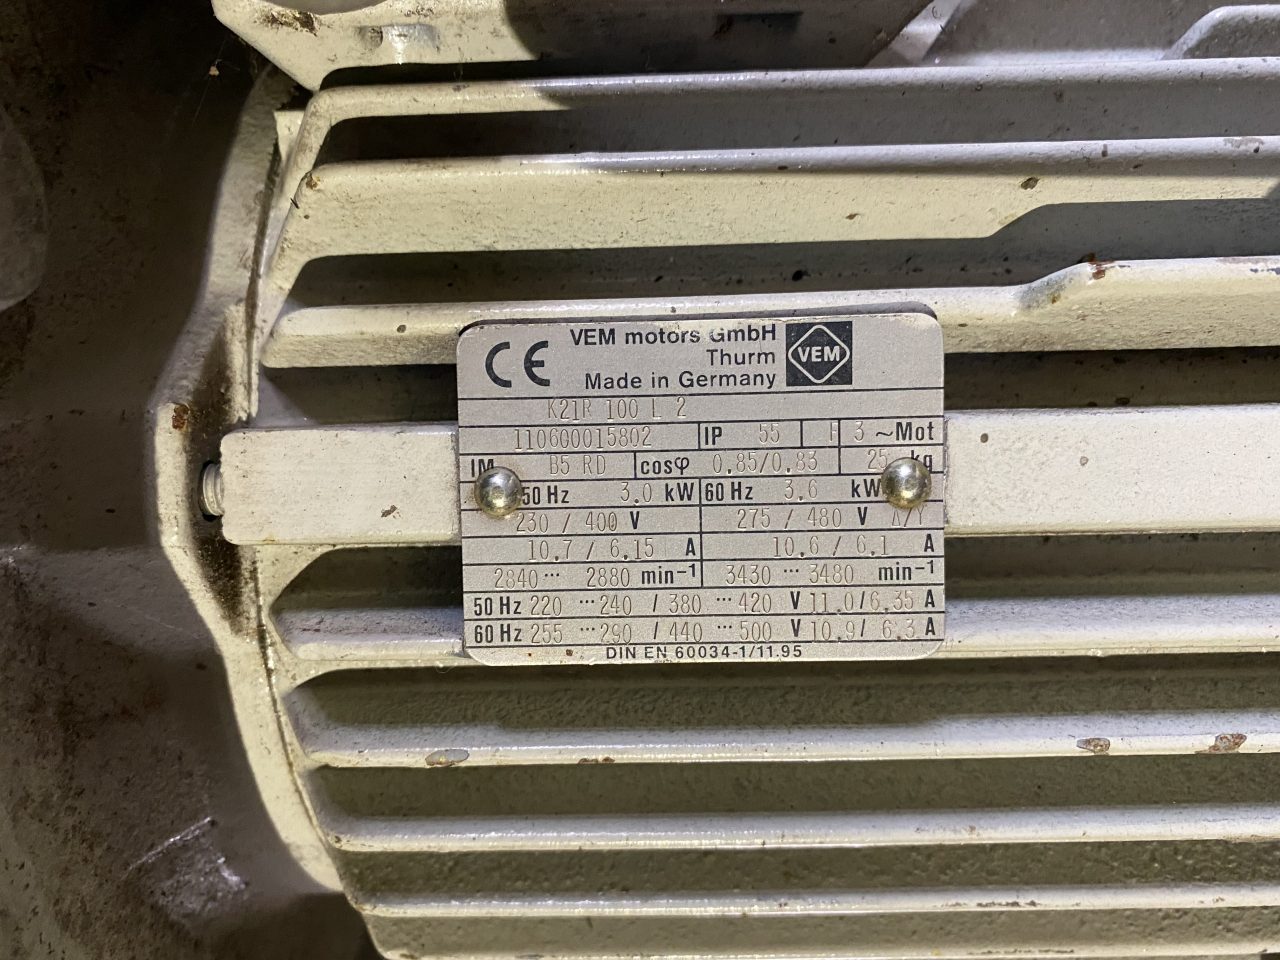 CE VEM motors GmbH
Thurm VEM
Made in Germany
K21R 100 L 2
110600015802 IP 55 F 3 ~Mot
IM B5 RD cosφ 0.85/0.83 25 kg
50 Hz 3.0 kW 60 Hz 3.6 kW
230 / 400 V 275 / 480 V
10.7 / 6.15 A 10.6 / 6.1 A
2840 ... 2880 min-1 3430 ... 3480 min-1
50 Hz 220 ... 240 / 380 ... 420 V 11.0/6.35 A
60 Hz 255 ... 290 / 440 ... 500 V 10.9/ 6.3 A
DIN EN 60034-1/11.95